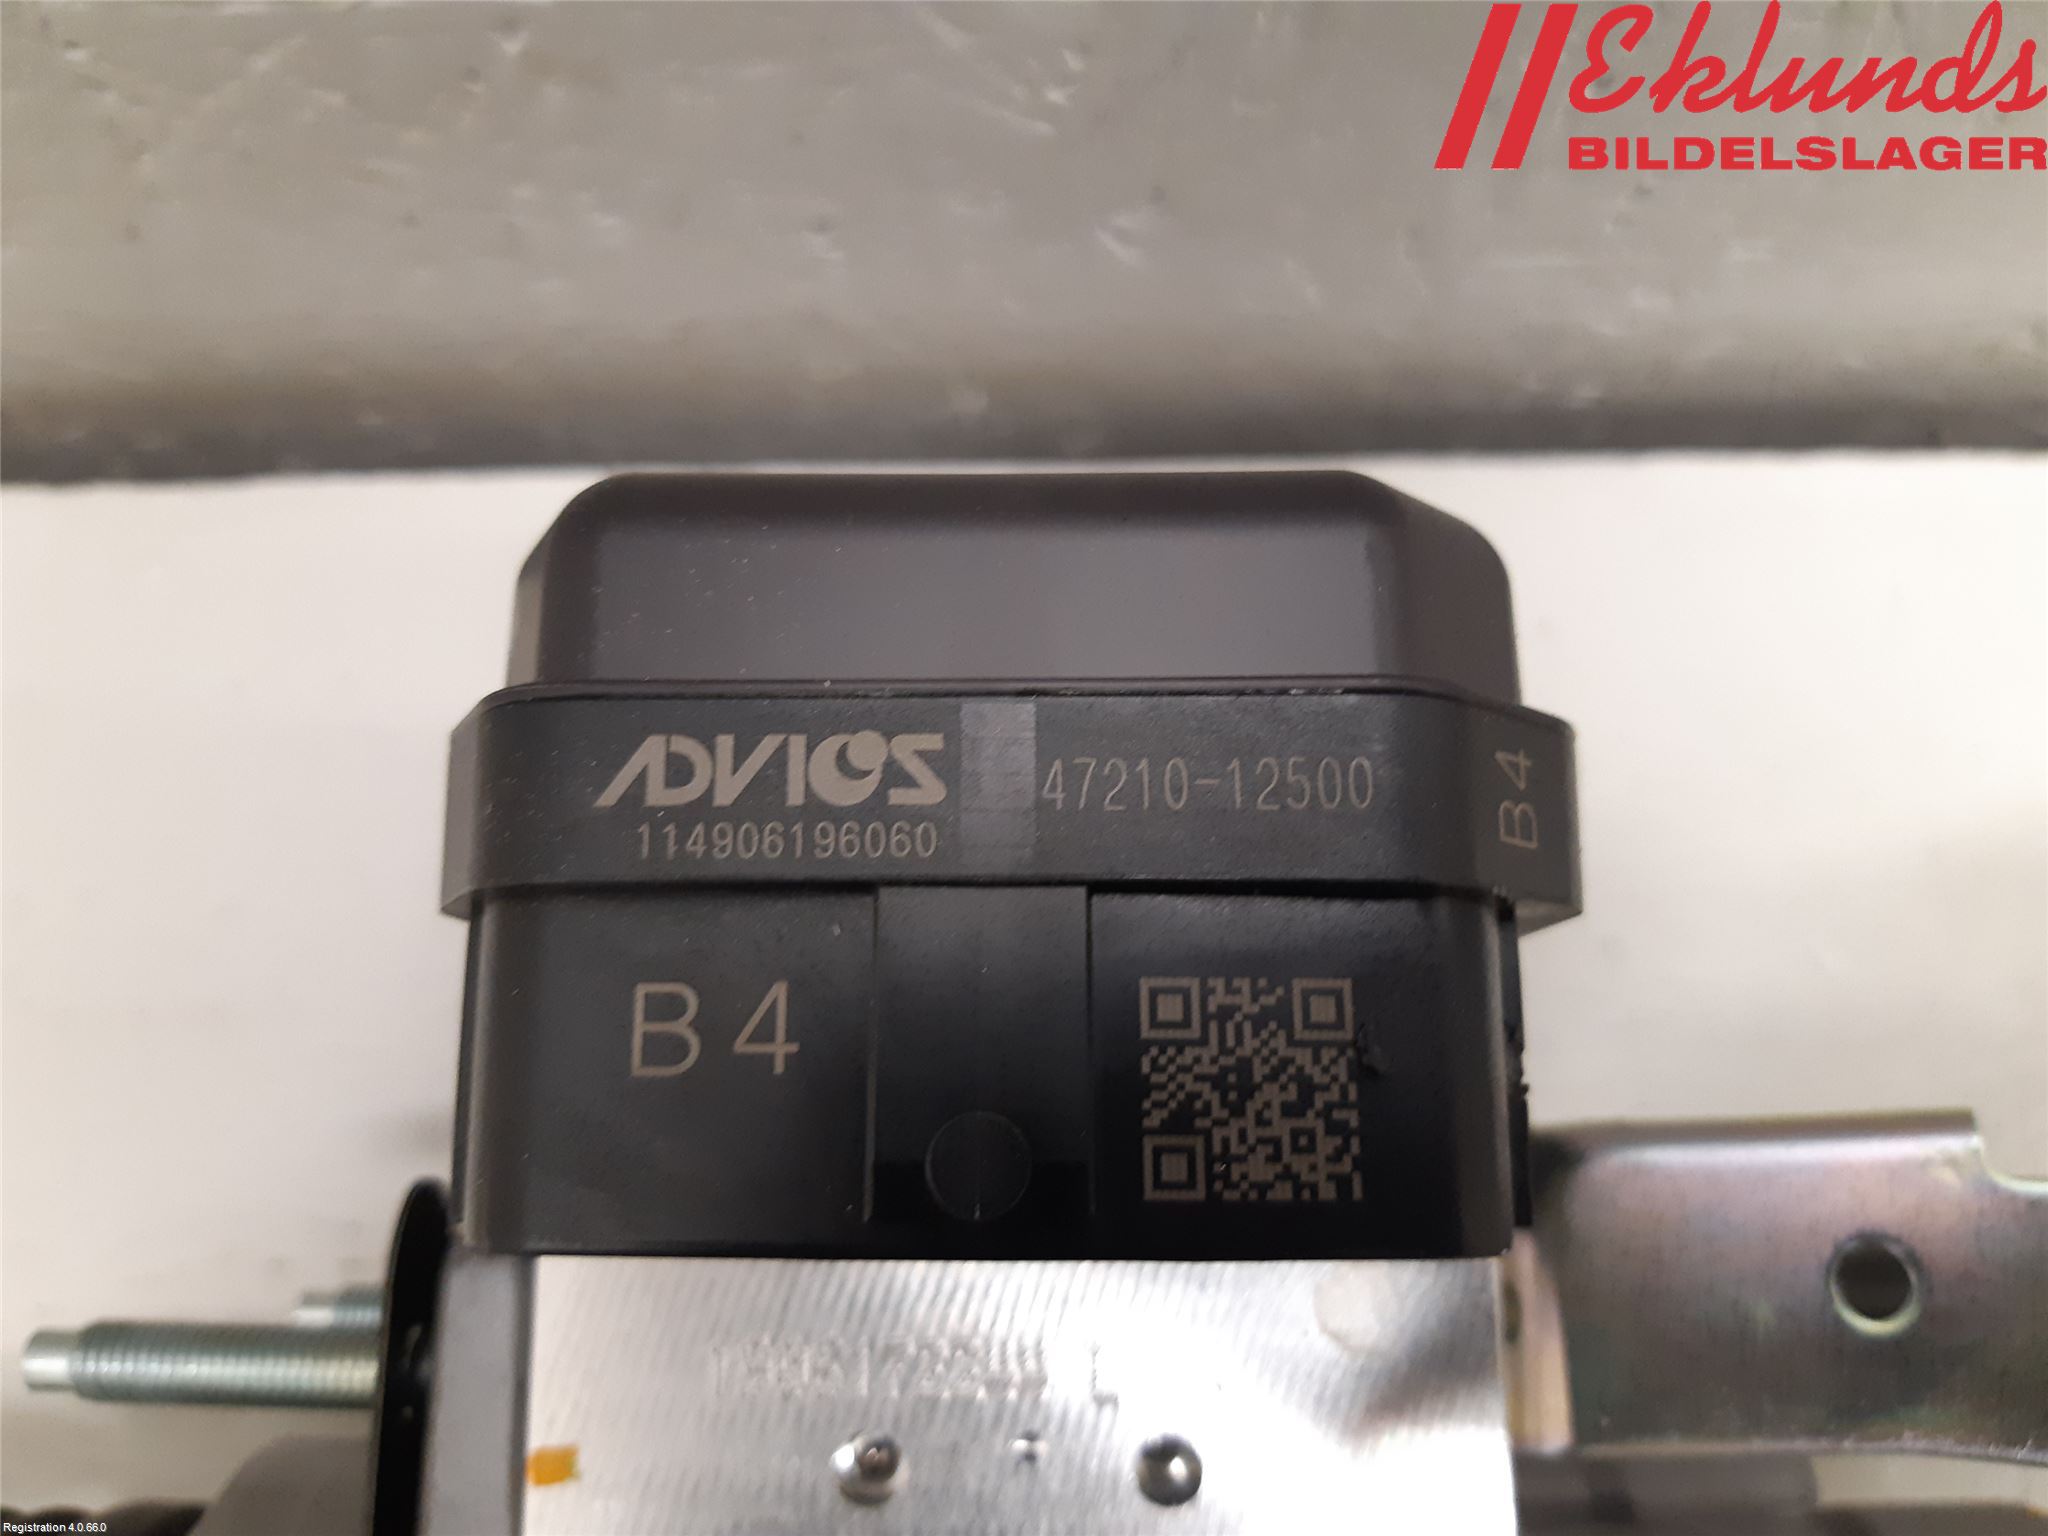 Eklunds
BILDELSLAGER
ADVICS 47210-12500
114906196060
B4
B4
Registration 4.0.66.0